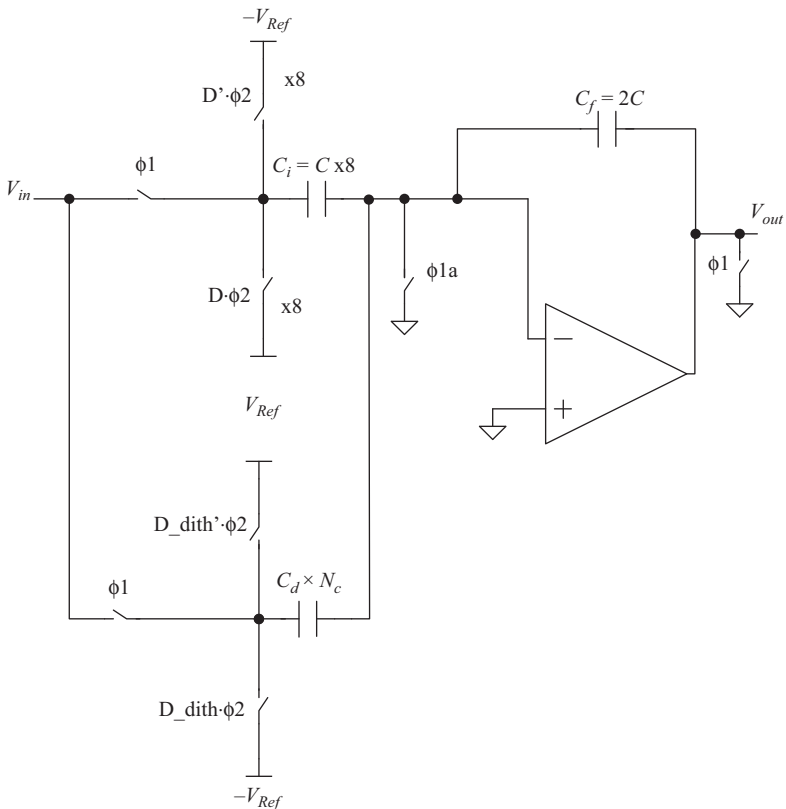 –V_Ref
D’·ϕ2
x8
C_f = 2C
ϕ1
C_i = C x8
V_in
V_out
ϕ1a
ϕ1
D·ϕ2
x8
V_Ref
D_dith’·ϕ2
ϕ1
C_d × N_c
D_dith·ϕ2
–V_Ref